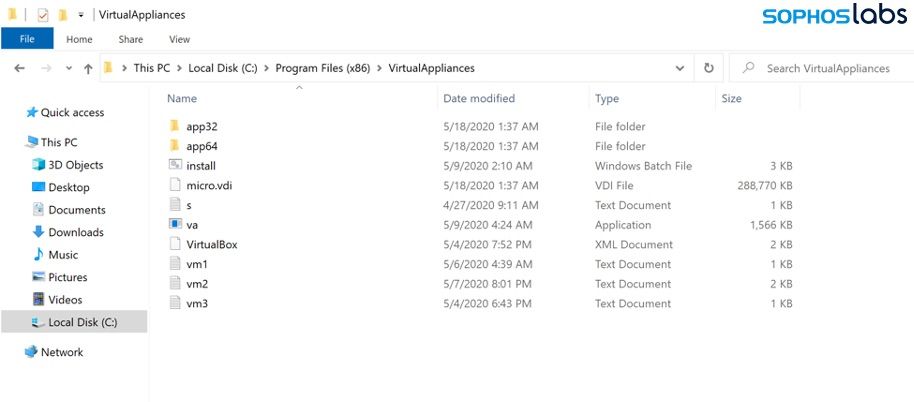 VirtualAppliances
SOPHOSlabs
File Home Share View
This PC Local Disk (C:) Program Files (x86) VirtualAppliances
Search VirtualAppliances
Name Date modified Type Size
Quick access
This PC
3D Objects
Desktop
Documents
Downloads
Music
Pictures
Videos
Local Disk (C:)
Network
app32 5/18/2020 1:37 AM File folder
app64 5/18/2020 1:37 AM File folder
install 5/9/2020 2:10 AM Windows Batch File 3 KB
micro.vdi 5/18/2020 1:37 AM VDI File 288,770 KB
s 4/27/2020 9:11 AM Text Document 1 KB
va 5/9/2020 4:24 AM Application 1,566 KB
VirtualBox 5/4/2020 7:52 PM XML Document 2 KB
vm1 5/6/2020 4:39 AM Text Document 1 KB
vm2 5/7/2020 8:01 PM Text Document 2 KB
vm3 5/4/2020 6:43 PM Text Document 1 KB